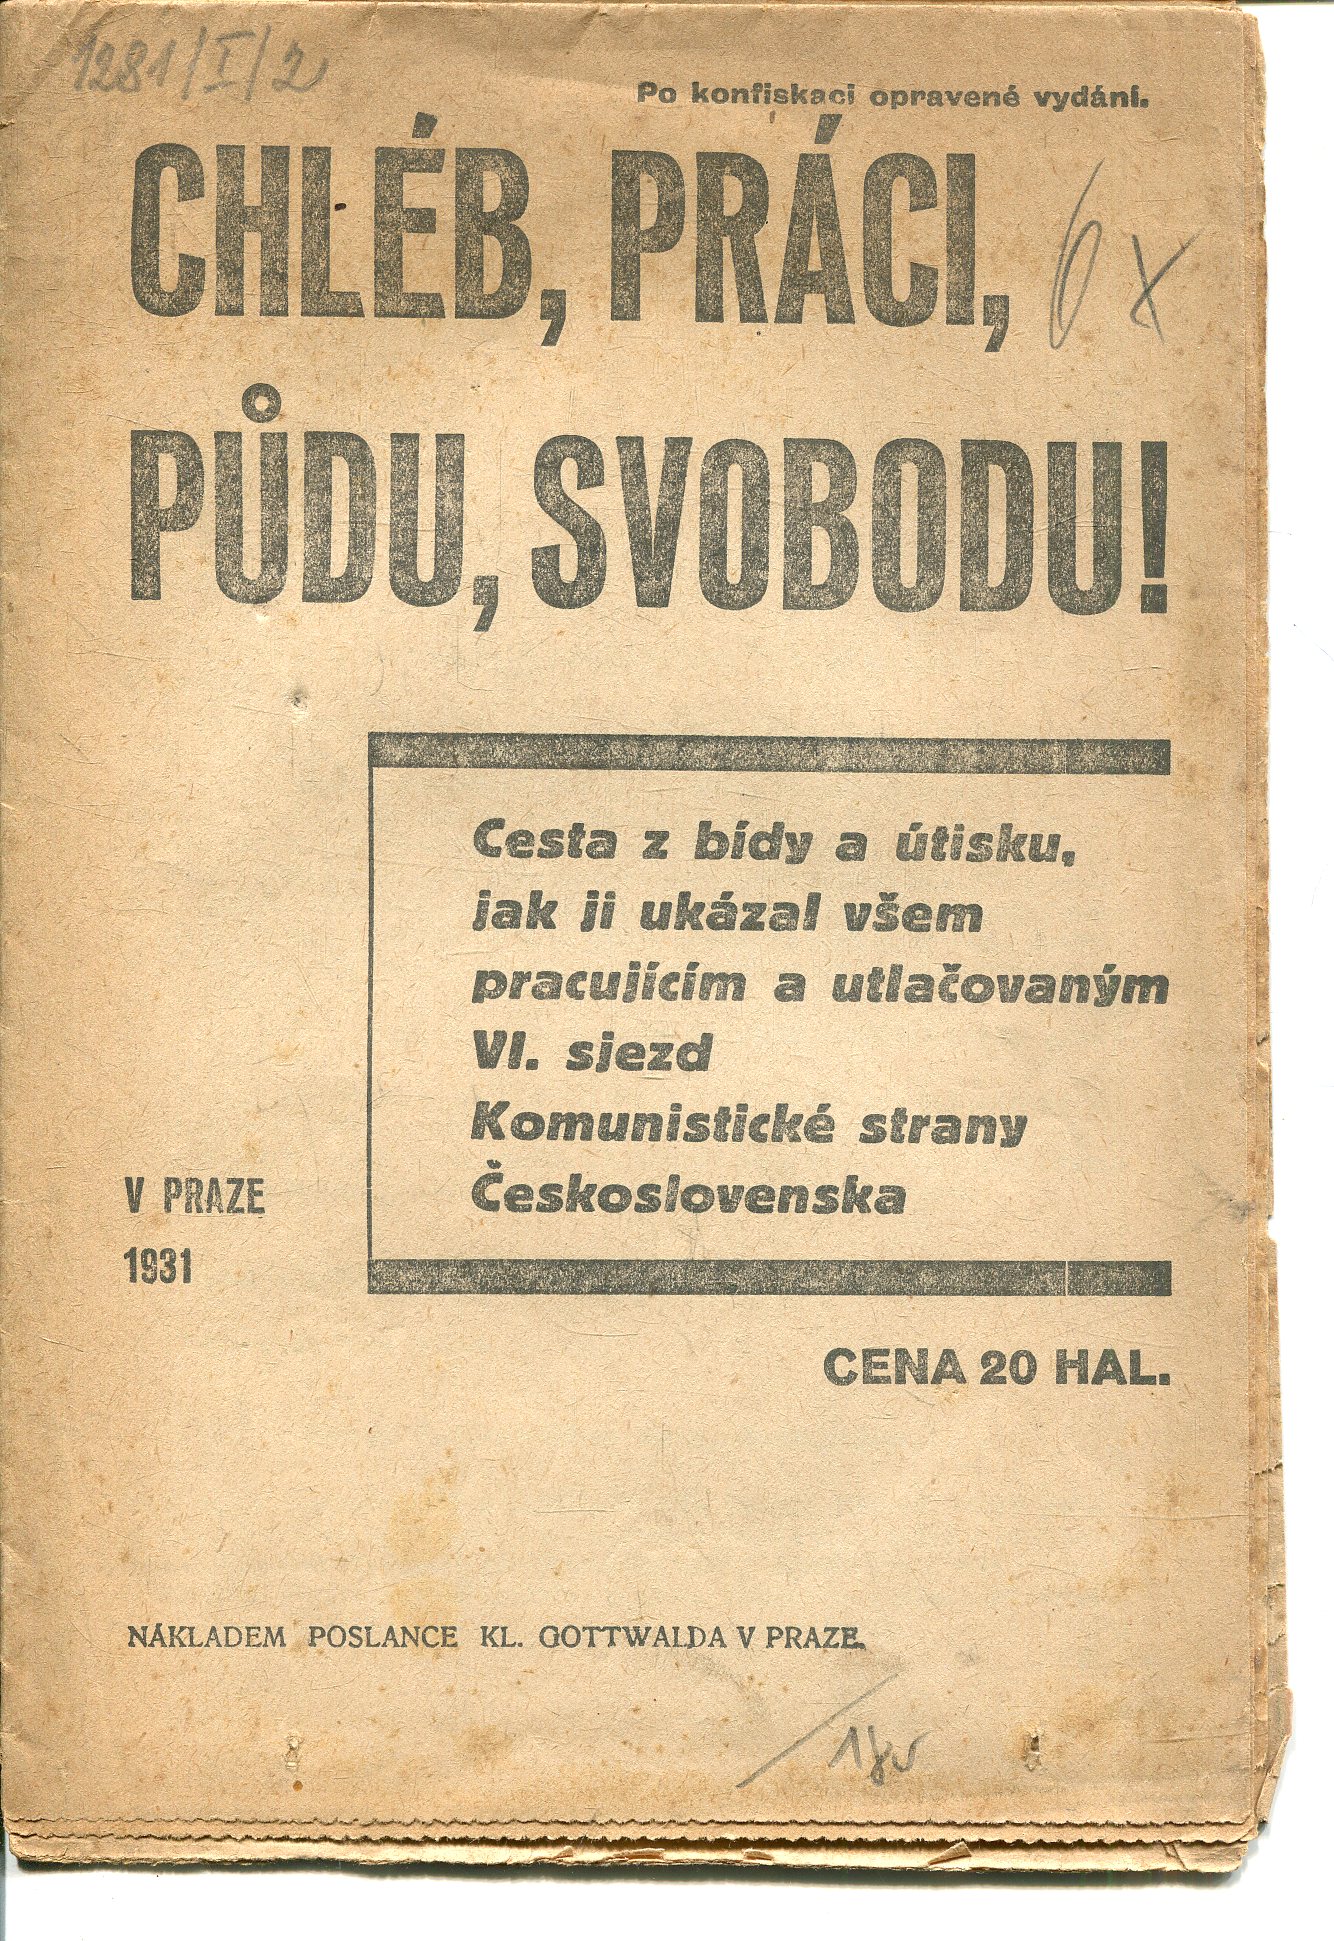 1281/I/2
Po konfiskaci opravené vydání.
CHLÉB, PRÁCI,
PŮDU, SVOBODU!
6 x
Cesta z bídy a útisku,
jak ji ukázal všem
pracujícím a utlačovaným
VI. sjezd
Komunistické strany
Československa
V PRAZE
1931
CENA 20 HAL.
NÁKLADEM POSLANCE KL. GOTTWALDA V PRAZE.